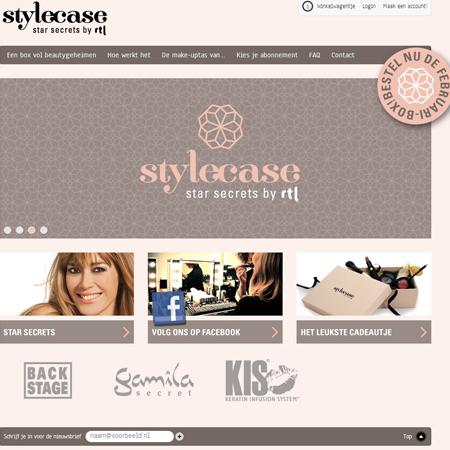 stylecase
star secrets by rtl
0 Winkelwagentje Login Maak een account!
Een box vol beautygeheimen Hoe werkt het De make-uptas van... Kies je abonnement FAQ Contact
BESTEL NU DE FEBRUARI-BOX!
stylecase
star secrets by rtl
stylecase
STAR SECRETS
VOLG ONS OP FACEBOOK
HET LEUKSTE CADEAUTJE
BACK
STAGE
gamila
secret
KIS
KERATIN INFUSION SYSTEM
Schrijf je in voor de nieuwsbrief naam@voorbeeld.nl Top